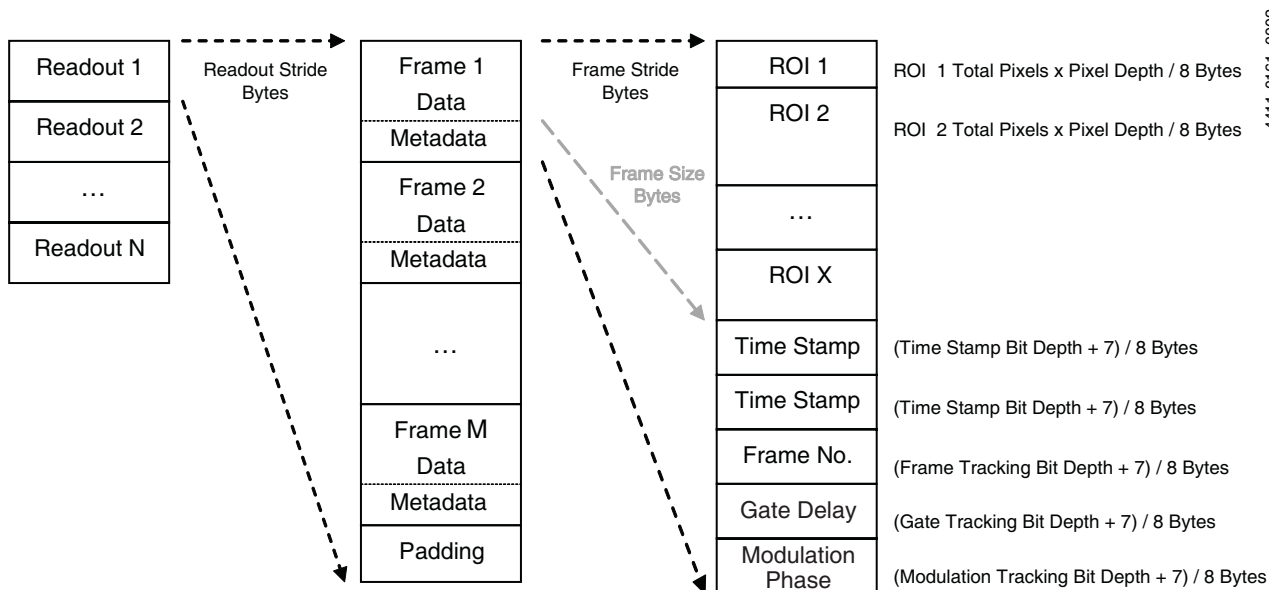 Readout 1
Readout 2
…
Readout N
Readout Stride
Bytes
Frame 1
Data
Metadata
Frame 2
Data
Metadata
…
Frame M
Data
Metadata
Padding
Frame Stride
Bytes
Frame Size
Bytes
ROI 1
ROI 2
…
ROI X
Time Stamp
Time Stamp
Frame No.
Gate Delay
Modulation
Phase
ROI 1 Total Pixels x Pixel Depth / 8 Bytes
ROI 2 Total Pixels x Pixel Depth / 8 Bytes
(Time Stamp Bit Depth + 7) / 8 Bytes
(Time Stamp Bit Depth + 7) / 8 Bytes
(Frame Tracking Bit Depth + 7) / 8 Bytes
(Gate Tracking Bit Depth + 7) / 8 Bytes
(Modulation Tracking Bit Depth + 7) / 8 Bytes